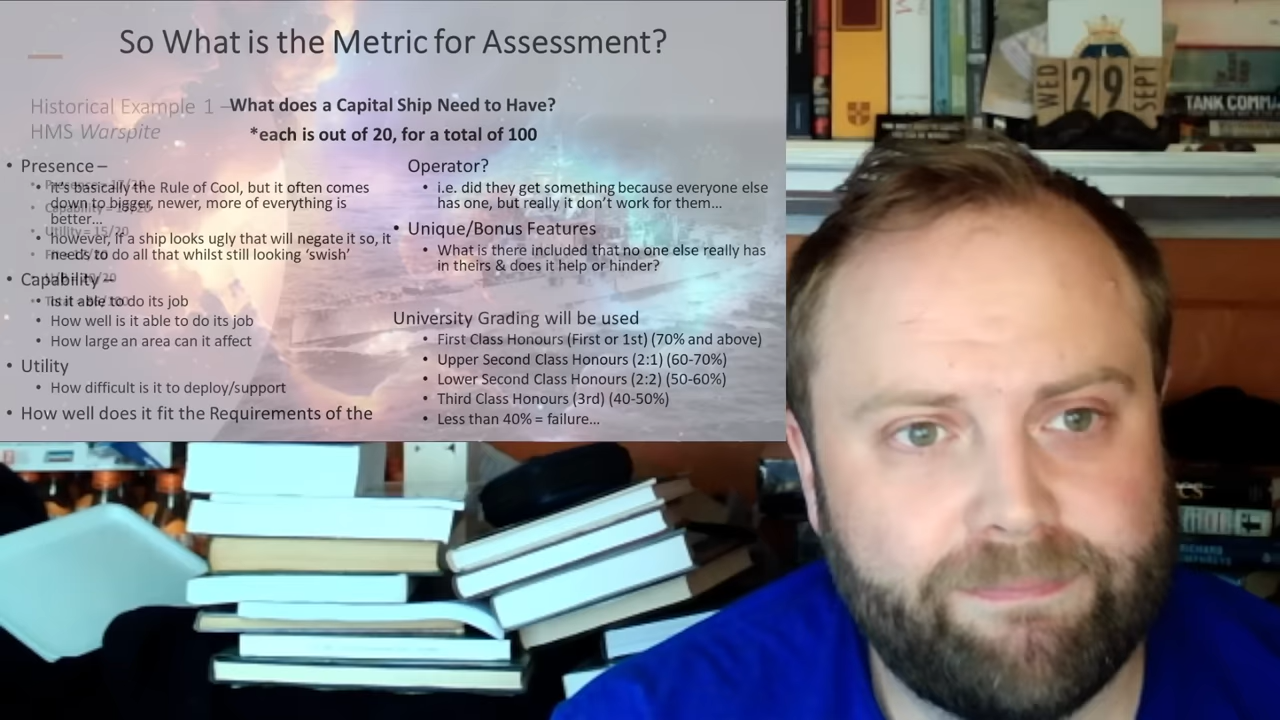 So What is the Metric for Assessment?
Historical Example 1 –
HMS Warspite
What does a Capital Ship Need to Have?
*each is out of 20, for a total of 100
• Presence –
• It's basically the Rule of Cool, but it often comes
down to bigger, newer, more of everything is
better…
• however, if a ship looks ugly that will negate it so, it
needs to do all that whilst still looking 'swish'
• Capability –
• Is it able to do its job
• How well is it able to do its job
• How large an area can it affect
• Utility
• How difficult is it to deploy/support
• How well does it fit the Requirements of the
Operator?
• i.e. did they get something because everyone else
has one, but really it don't work for them…
• Unique/Bonus Features
• What is there included that no one else really has
in theirs & does it help or hinder?
University Grading will be used
• First Class Honours (First or 1st) (70% and above)
• Upper Second Class Honours (2:1) (60-70%)
• Lower Second Class Honours (2:2) (50-60%)
• Third Class Honours (3rd) (40-50%)
• Less than 40% = failure…
WED
29
SEPT
TANK COMMA
RICHARD